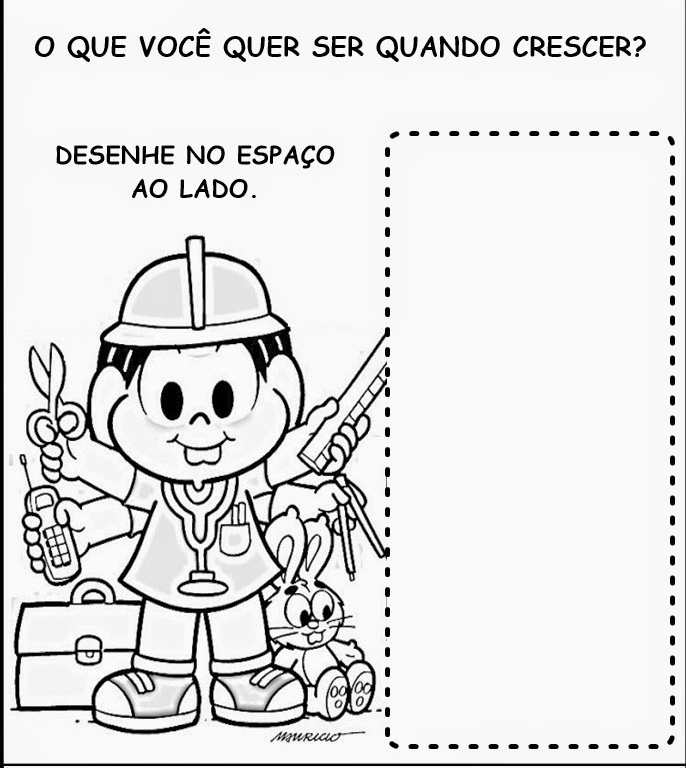 O QUE VOCÊ QUER SER QUANDO CRESCER?
DESENHE NO ESPAÇO
AO LADO.
MAURICIO